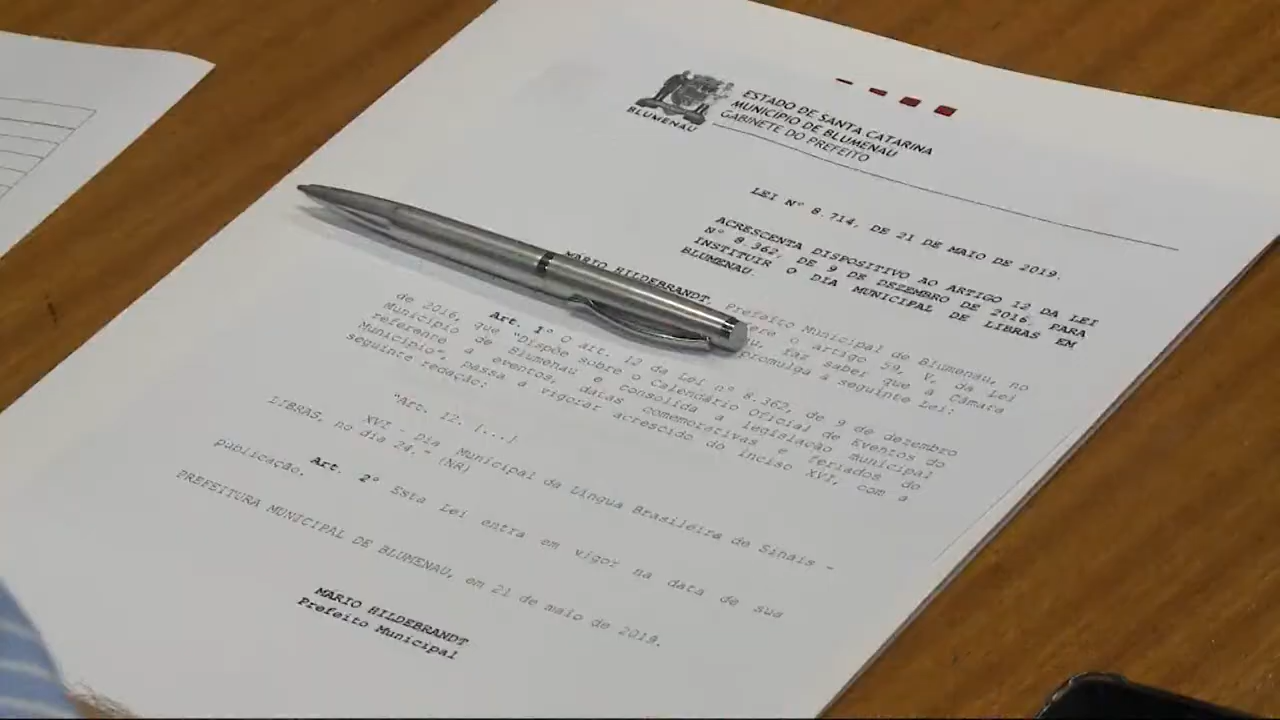 BLUMENAU
ESTADO DE SANTA CATARINA
MUNICÍPIO DE BLUMENAU
GABINETE DO PREFEITO
LEI Nº 8.714, DE 21 DE MAIO DE 2019.
ACRESCENTA DISPOSITIVO AO ARTIGO 12 DA LEI
Nº 8.362, DE 9 DE DEZEMBRO DE 2016, PARA
INSTITUIR O DIA MUNICIPAL DE LIBRAS EM
BLUMENAU.
MARIO HILDEBRANDT, Prefeito Municipal de Blumenau, no
o artigo 59, V, da Lei
faz saber que a Câmara
promulga a seguinte Lei:
Art. 1º O art. 12 da Lei nº 8.362, de 9 de dezembro
de 2016, que "Dispõe sobre o Calendário Oficial de Eventos do
Município de Blumenau e consolida a legislação municipal
referente a eventos, datas comemorativas e feriados do
Município", passa a vigorar acrescido do inciso XVI, com a
seguinte redação:
"Art. 12. [...]
XVI - Dia Municipal da Língua Brasileira de Sinais -
LIBRAS, no dia 24." (NR)
Art. 2º Esta Lei entra em vigor na data de sua
publicação.
PREFEITURA MUNICIPAL DE BLUMENAU, em 21 de maio de 2019.
MARIO HILDEBRANDT
Prefeito Municipal